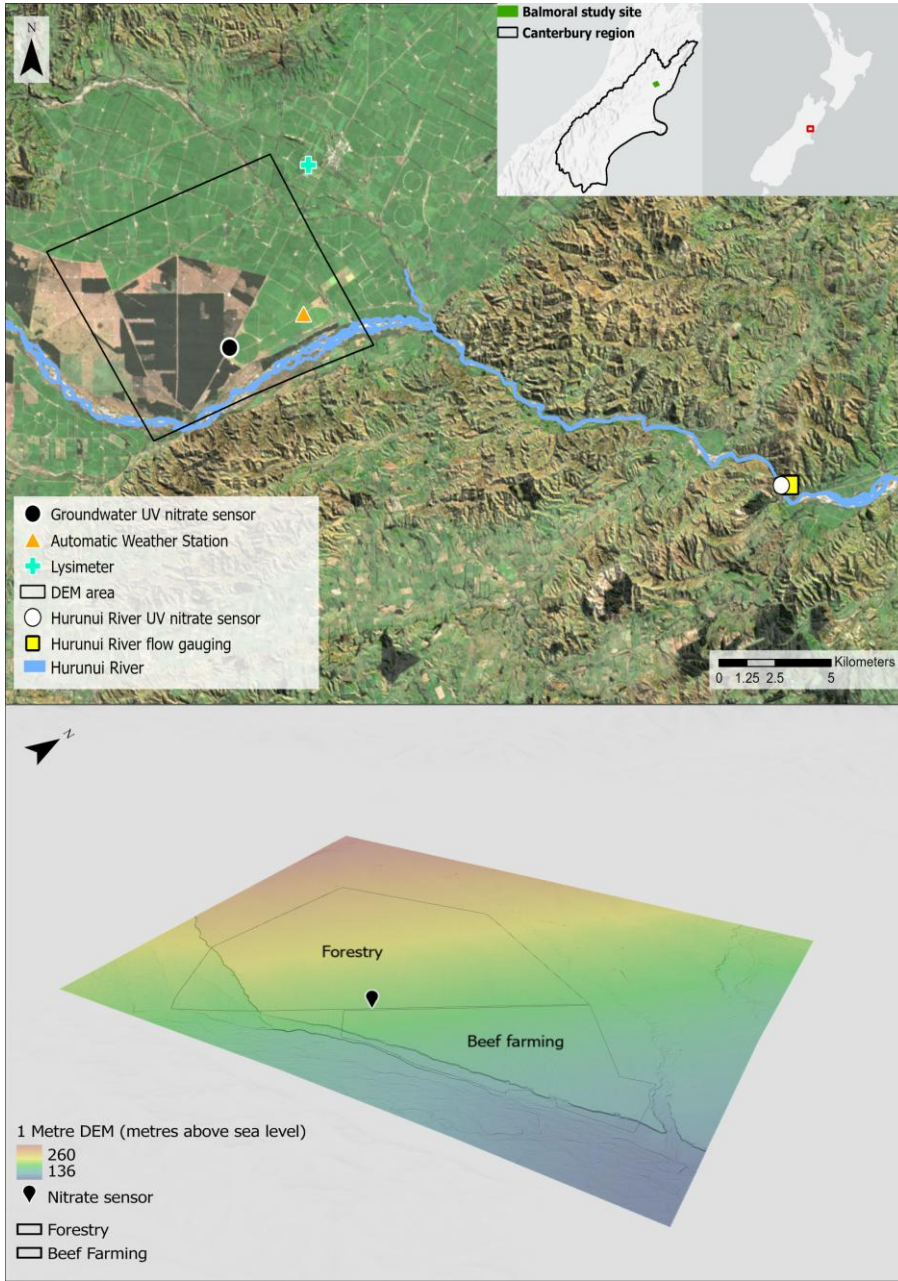 N
Balmoral study site
Canterbury region
Groundwater UV nitrate sensor
Automatic Weather Station
Lysimeter
DEM area
Hurunui River UV nitrate sensor
Hurunui River flow gauging
Hurunui River
Kilometers
0 1.25 2.5 5
N
Forestry
Beef farming
1 Metre DEM (metres above sea level)
260
136
Nitrate sensor
Forestry
Beef Farming